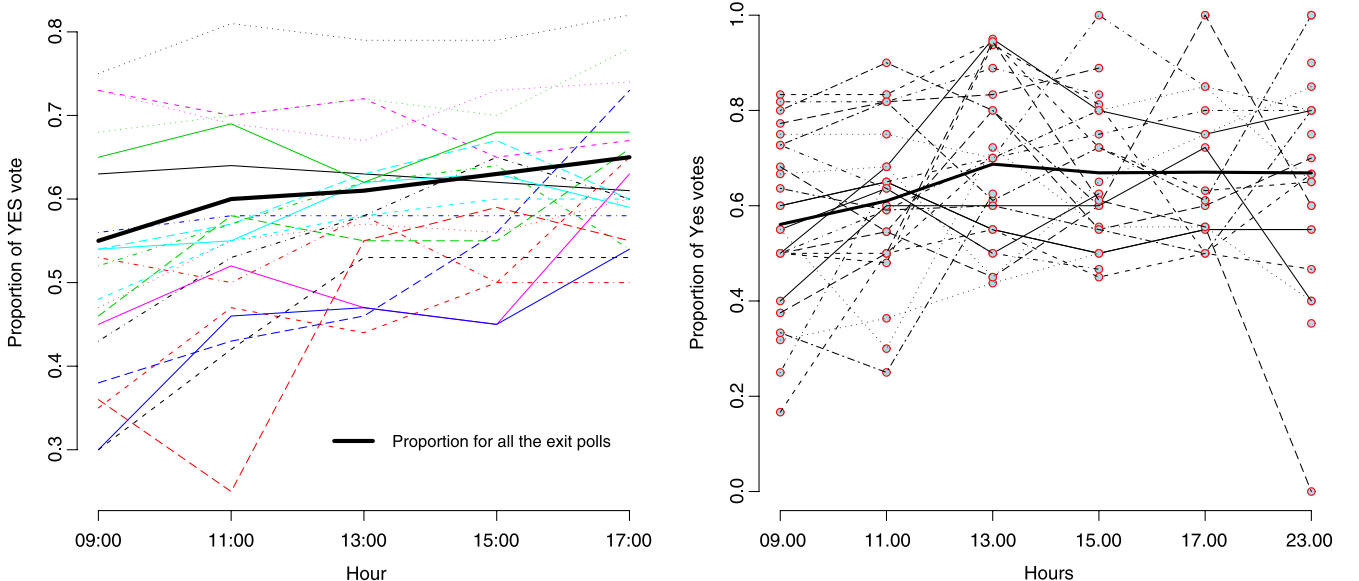 Proportion of YES vote
0.8
0.7
0.6
0.5
0.4
0.3
Proportion for all the exit polls
09:00 11:00 13:00 15:00 17:00
Hour
Proportion of Yes votes
1.0
0.8
0.6
0.4
0.2
0.0
09.00 11.00 13.00 15.00 17.00 23.00
Hours